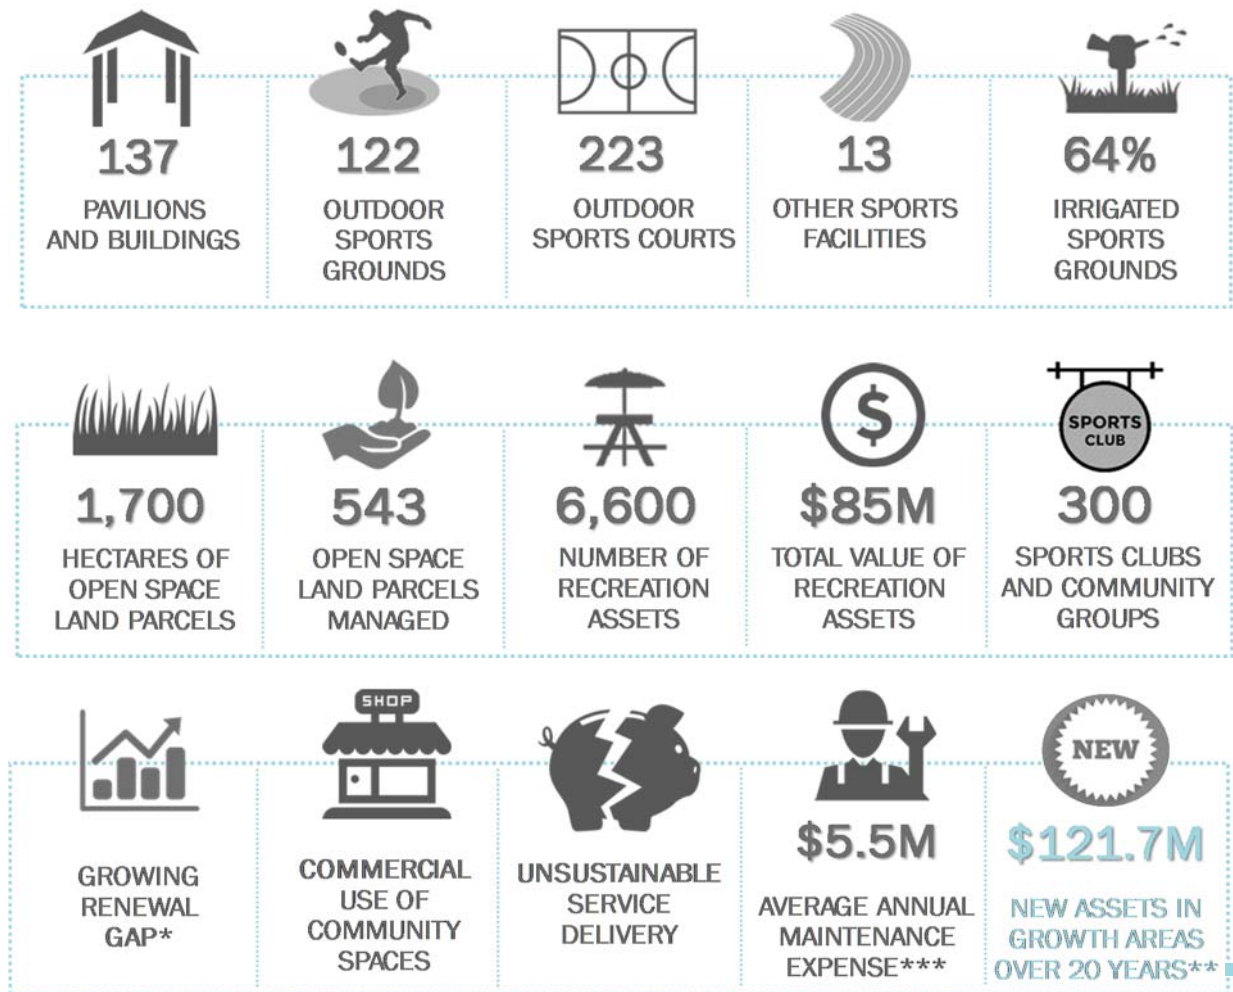 137
PAVILIONS
AND BUILDINGS
122
OUTDOOR
SPORTS
GROUNDS
223
OUTDOOR
SPORTS COURTS
13
OTHER SPORTS
FACILITIES
64%
IRRIGATED
SPORTS
GROUNDS
1,700
HECTARES OF
OPEN SPACE
LAND PARCELS
543
OPEN SPACE
LAND PARCELS
MANAGED
6,600
NUMBER OF
RECREATION
ASSETS
$
$85M
TOTAL VALUE OF
RECREATION
ASSETS
SPORTS
CLUB
300
SPORTS CLUBS
AND COMMUNITY
GROUPS
GROWING
RENEWAL
GAP*
SHOP
COMMERCIAL
USE OF
COMMUNITY
SPACES
UNSUSTAINABLE
SERVICE
DELIVERY
$5.5M
AVERAGE ANNUAL
MAINTENANCE
EXPENSE***
NEW
$121.7M
NEW ASSETS IN
GROWTH AREAS
OVER 20 YEARS**